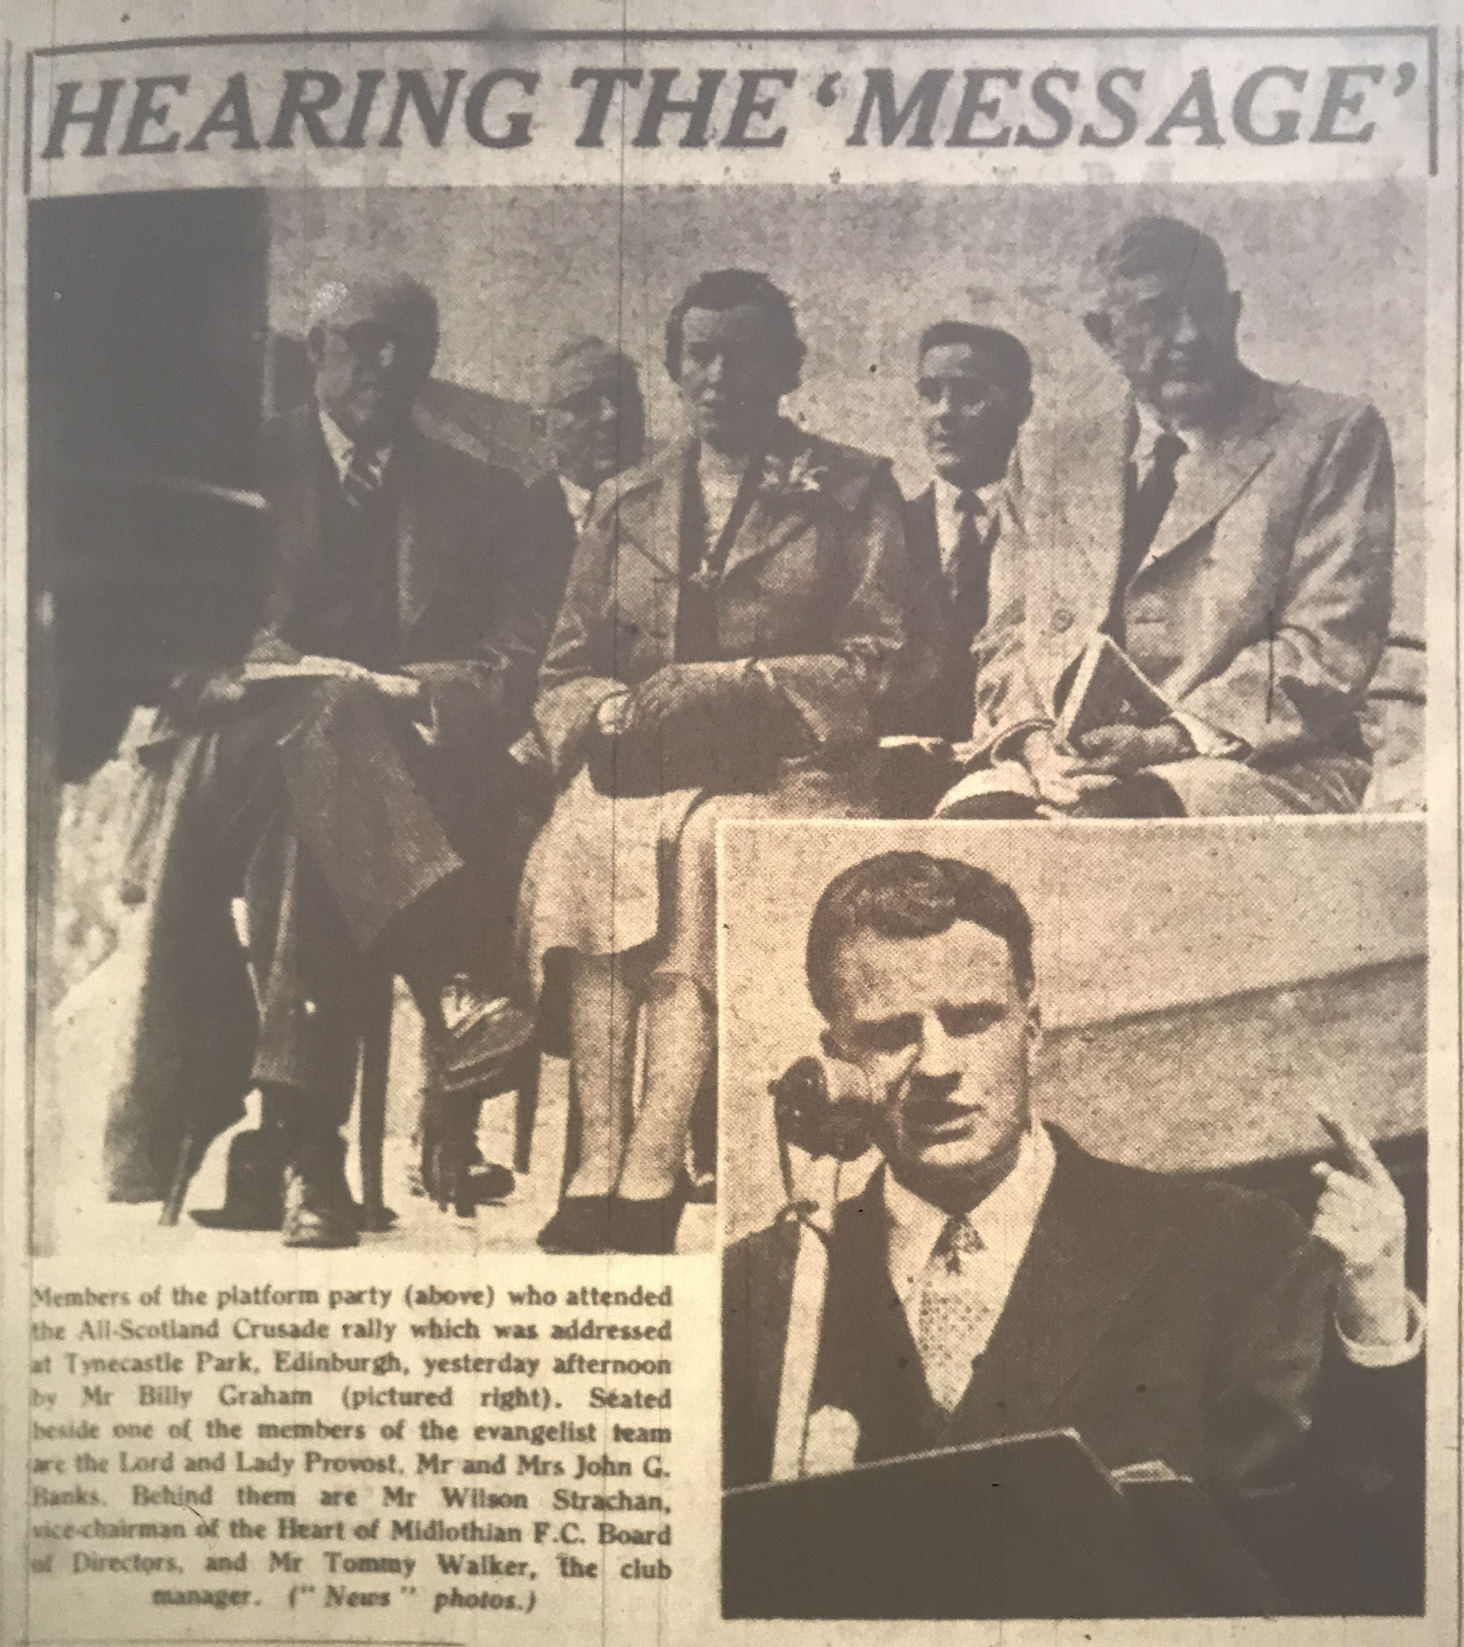 HEARING THE ‘MESSAGE’
Members of the platform party (above) who attended
the All-Scotland Crusade rally which was addressed
at Tynecastle Park, Edinburgh, yesterday afternoon
by Mr Billy Graham (pictured right). Seated
beside one of the members of the evangelist team
are the Lord and Lady Provost, Mr and Mrs John G.
Banks. Behind them are Mr Wilson Strachan,
vice-chairman of the Heart of Midlothian F.C. Board
of Directors, and Mr Tommy Walker, the club
manager. (" News " photos.)